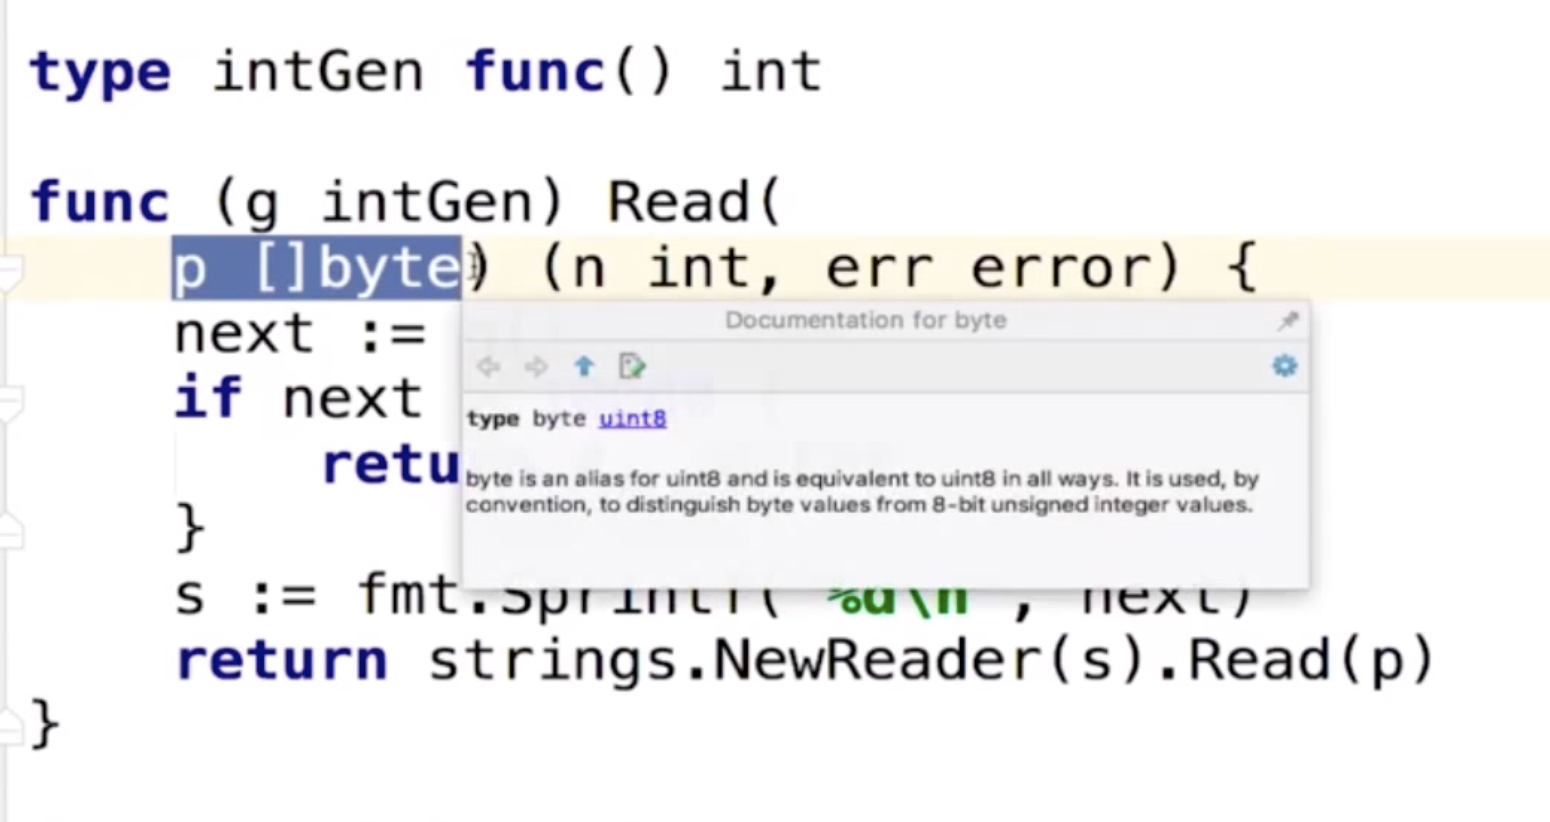 type intGen func() int
func (g intGen) Read(
p []byte) (n int, err error) {
next :=
if next
retu
}
s := fmt.Sprintf("%d\n", next)
return strings.NewReader(s).Read(p)
}
Documentation for byte
type byte uint8
byte is an alias for uint8 and is equivalent to uint8 in all ways. It is used, by
convention, to distinguish byte values from 8-bit unsigned integer values.